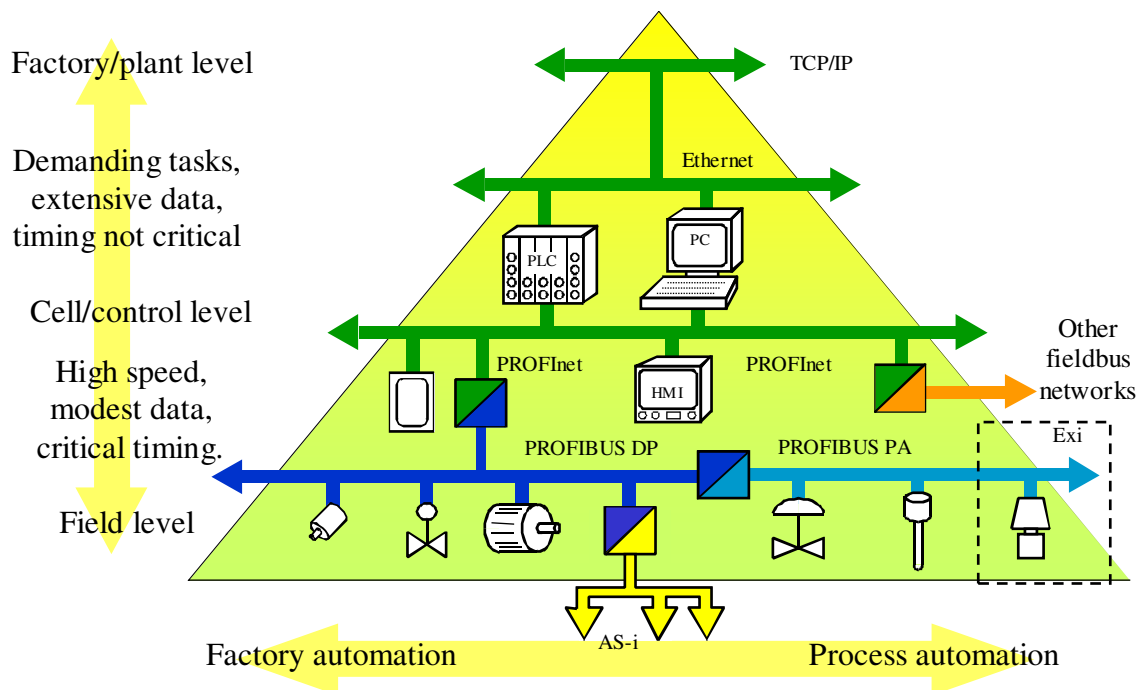 Factory/plant level
TCP/IP
Demanding tasks,
extensive data,
timing not critical
Ethernet
PLC
PC
Cell/control level
PROFInet
PROFInet
HMI
Other
fieldbus
networks
High speed,
modest data,
critical timing.
PROFIBUS DP
PROFIBUS PA
Exi
Field level
AS-i
Factory automation
Process automation